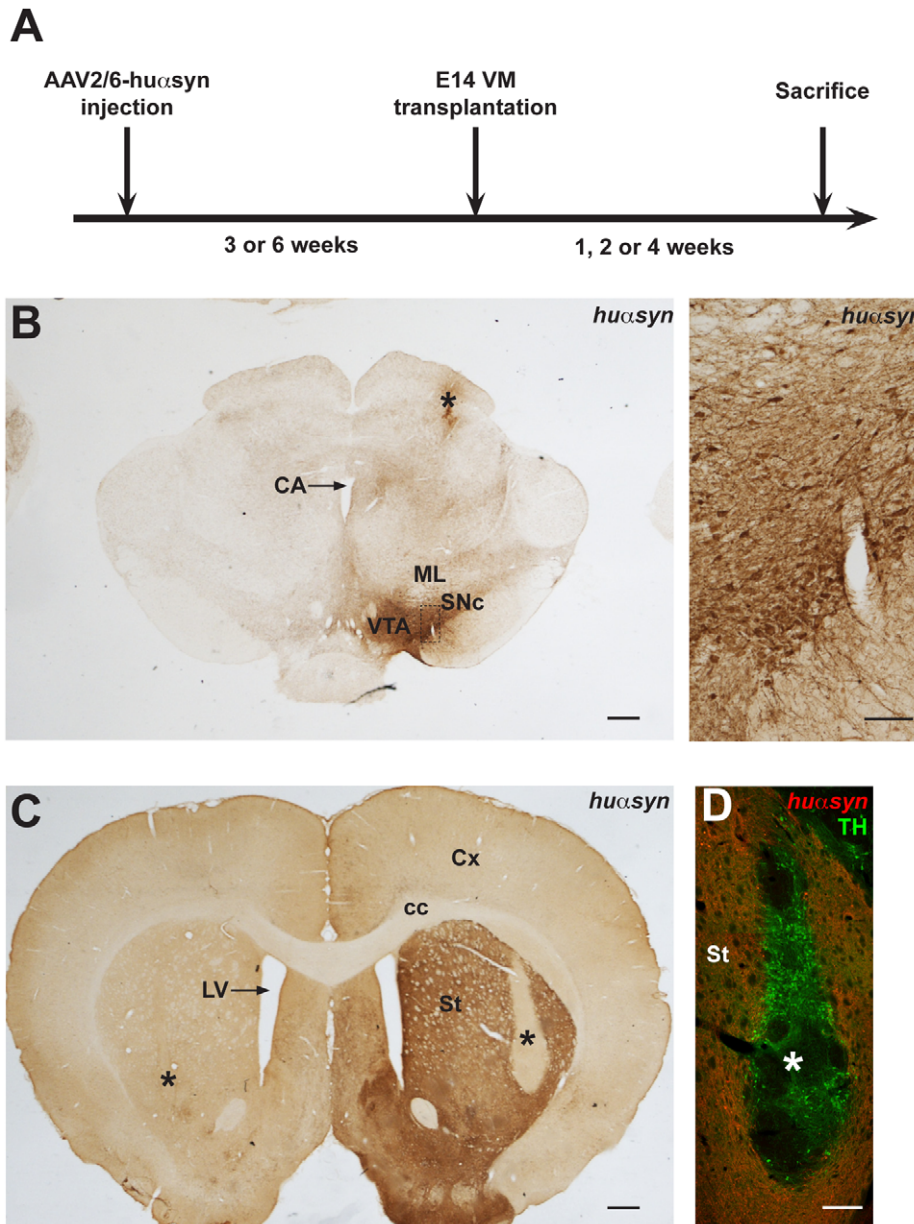 A
AAV2/6-huαsyn
injection
E14 VM
transplantation
Sacrifice
3 or 6 weeks
1, 2 or 4 weeks
B
huαsyn
*
CA
ML
SNc
VTA
huαsyn
C
huαsyn
Cx
cc
LV
St
*
*
D
huαsyn
TH
St
*